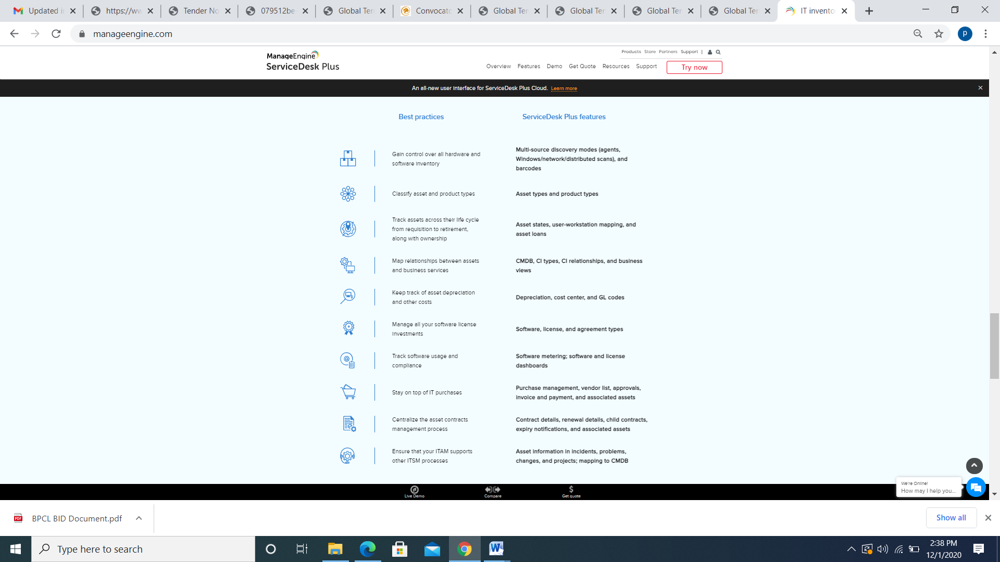 Updated i
https://ww
Tender No
079512be-
Global Ten
Convocato
Global Ten
Global Ten
Global Ten
Global Ten
IT invento
manageengine.com
p
ManageEngine
ServiceDesk Plus
Products Store Partners Support |
Overview Features Demo Get Quote Resources Support Try now
An all-new user interface for ServiceDesk Plus Cloud. Learn more
Best practices
ServiceDesk Plus features
Gain control over all hardware and
software inventory
Multi-source discovery modes (agents,
Windows/network/distributed scans), and
barcodes
Classify asset and product types
Asset types and product types
Track assets across their life cycle
from requisition to retirement,
along with ownership
Asset states, user-workstation mapping, and
asset loans
Map relationships between assets
and business services
CMDB, CI types, CI relationships, and business
views
Keep track of asset depreciation
and other costs
Depreciation, cost center, and GL codes
Manage all your software license
investments
Software, license, and agreement types
Track software usage and
compliance
Software metering; software and license
dashboards
Stay on top of IT purchases
Purchase management, vendor list, approvals,
invoice and payment, and associated assets
Centralize the asset contracts
management process
Contract details, renewal details, child contracts,
expiry notifications, and associated assets
Ensure that your ITAM supports
other ITSM processes
Asset information in incidents, problems,
changes, and projects; mapping to CMDB
Live Demo
Compare
$
Get quote
We're Online!
How may I help you...
PDF
BPCL BID Document.pdf
Show all
Type here to search
W
2:38 PM
12/1/2020